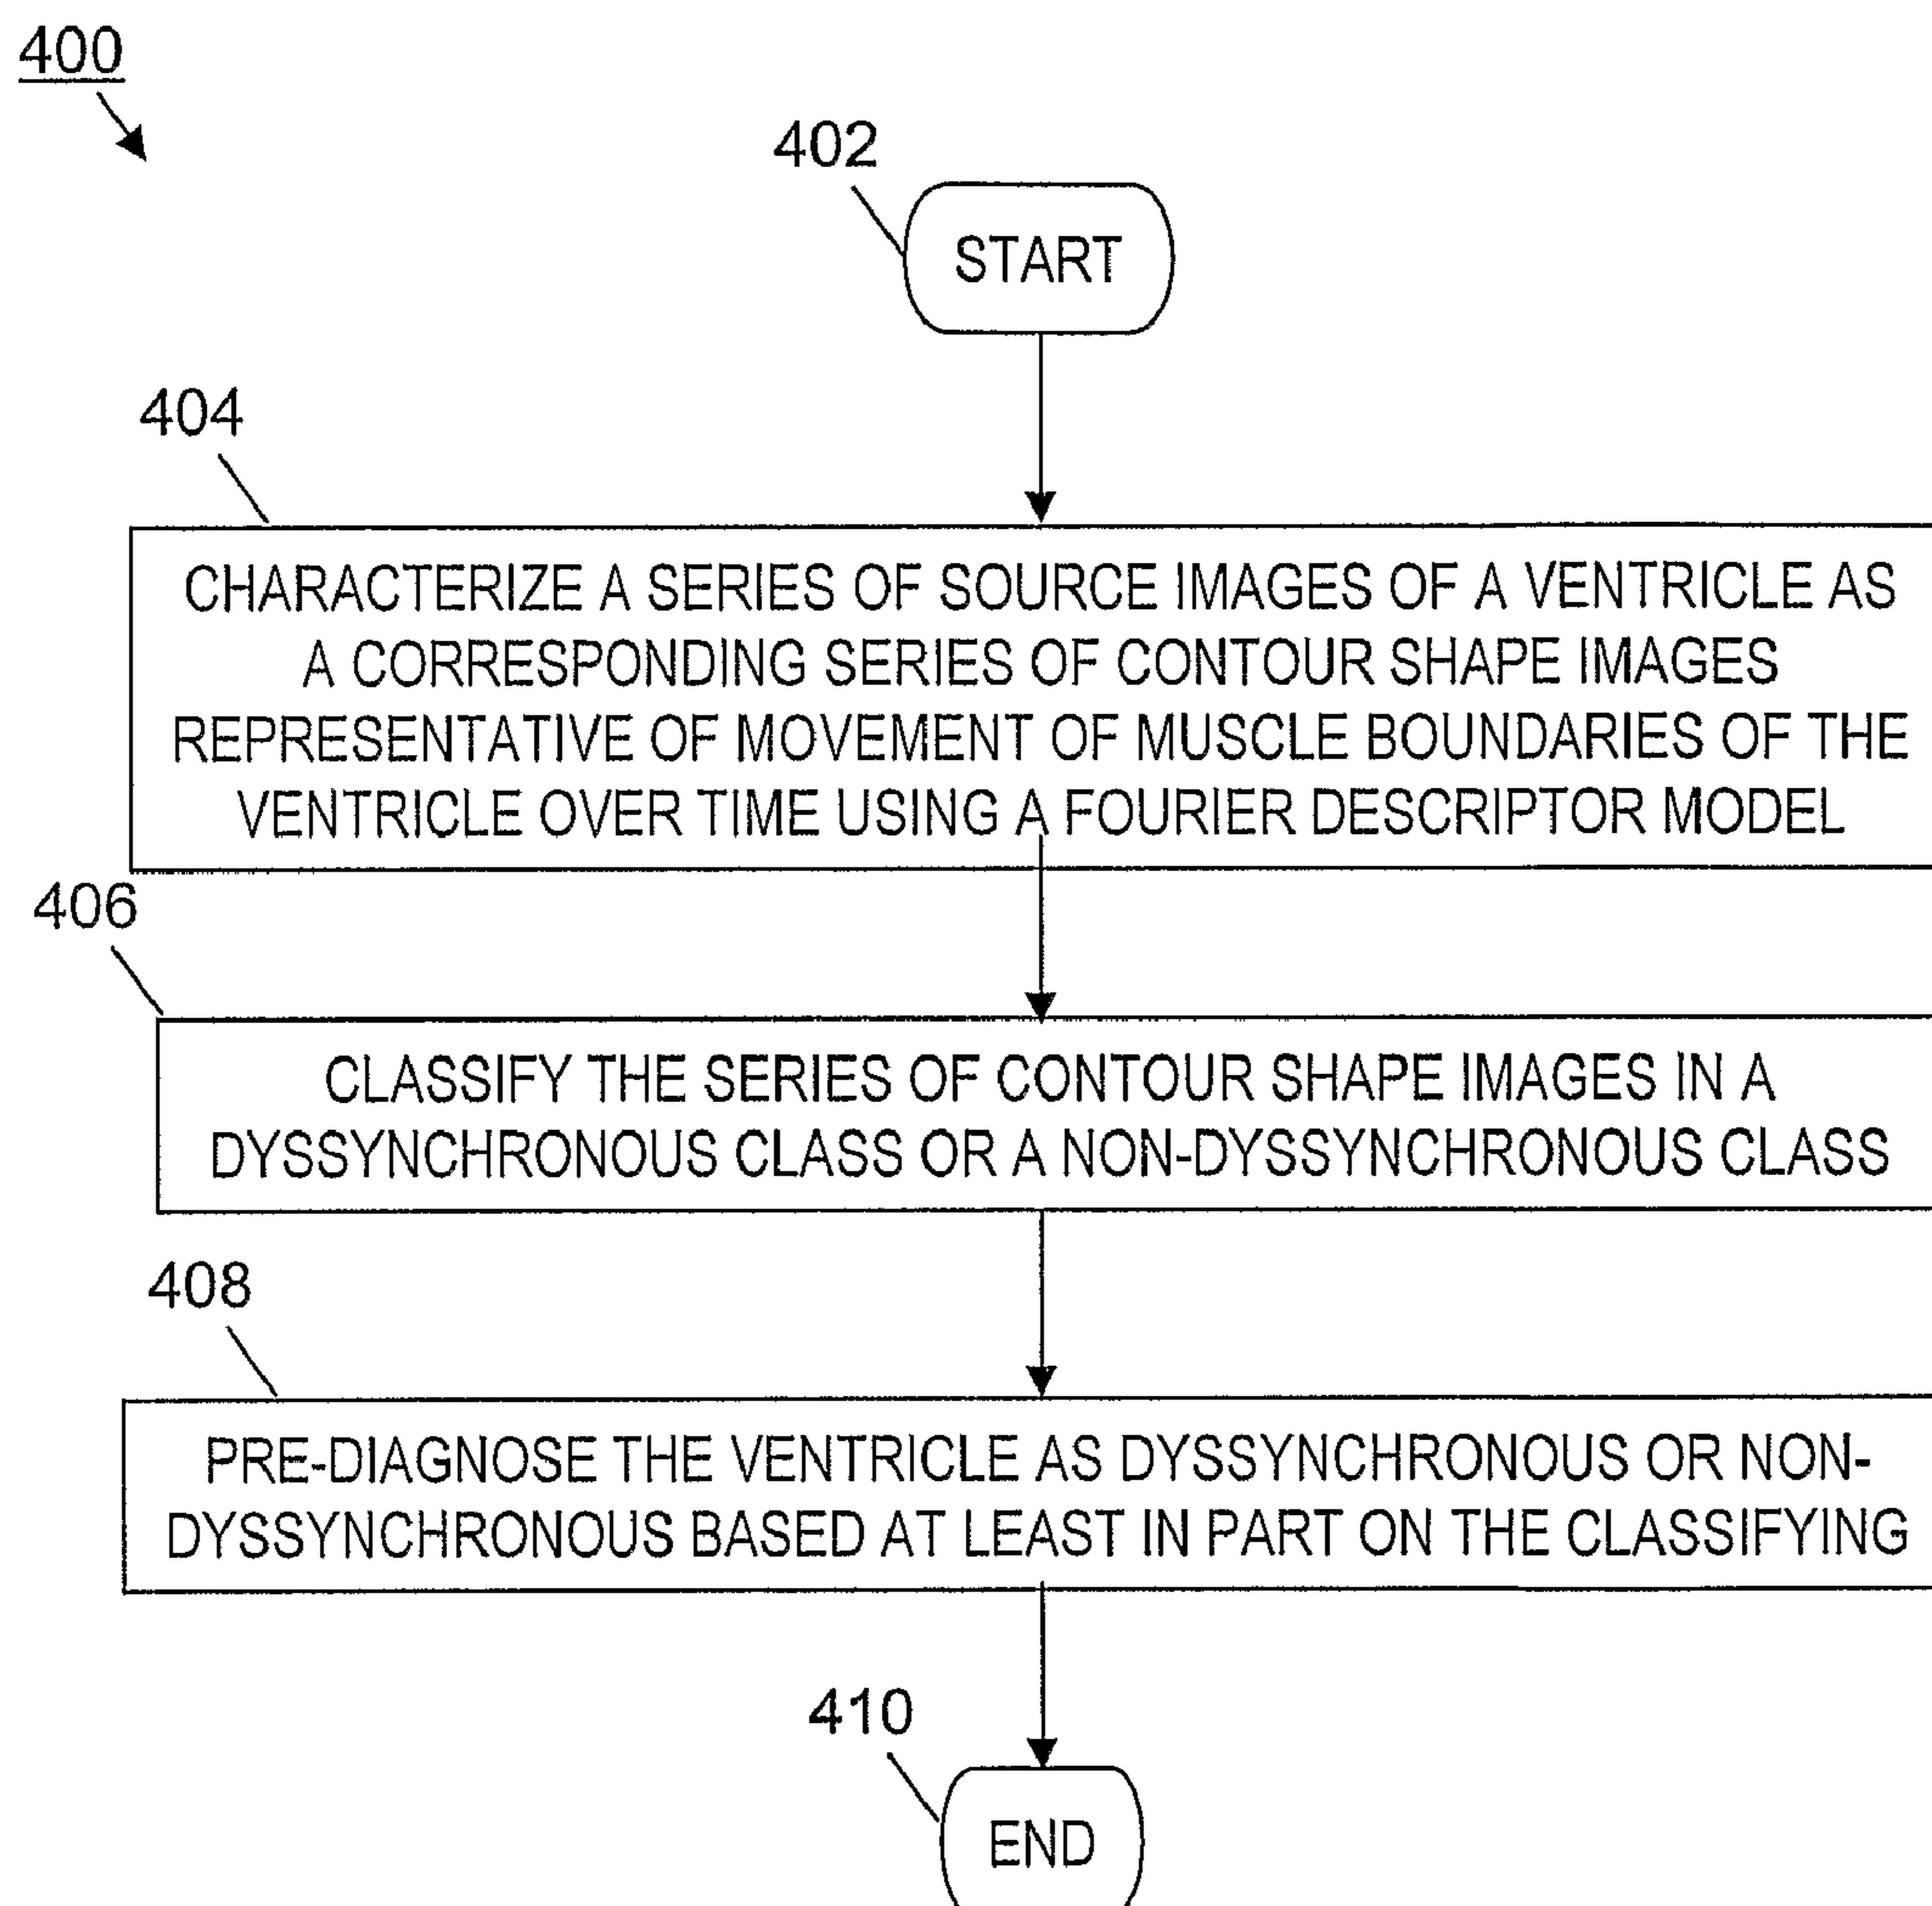 400
402
START
404
CHARACTERIZE A SERIES OF SOURCE IMAGES OF A VENTRICLE AS
A CORRESPONDING SERIES OF CONTOUR SHAPE IMAGES
REPRESENTATIVE OF MOVEMENT OF MUSCLE BOUNDARIES OF THE
VENTRICLE OVER TIME USING A FOURIER DESCRIPTOR MODEL
406
CLASSIFY THE SERIES OF CONTOUR SHAPE IMAGES IN A
DYSSYNCHRONOUS CLASS OR A NON-DYSSYNCHRONOUS CLASS
408
PRE-DIAGNOSE THE VENTRICLE AS DYSSYNCHRONOUS OR NON-
DYSSYNCHRONOUS BASED AT LEAST IN PART ON THE CLASSIFYING
410
END